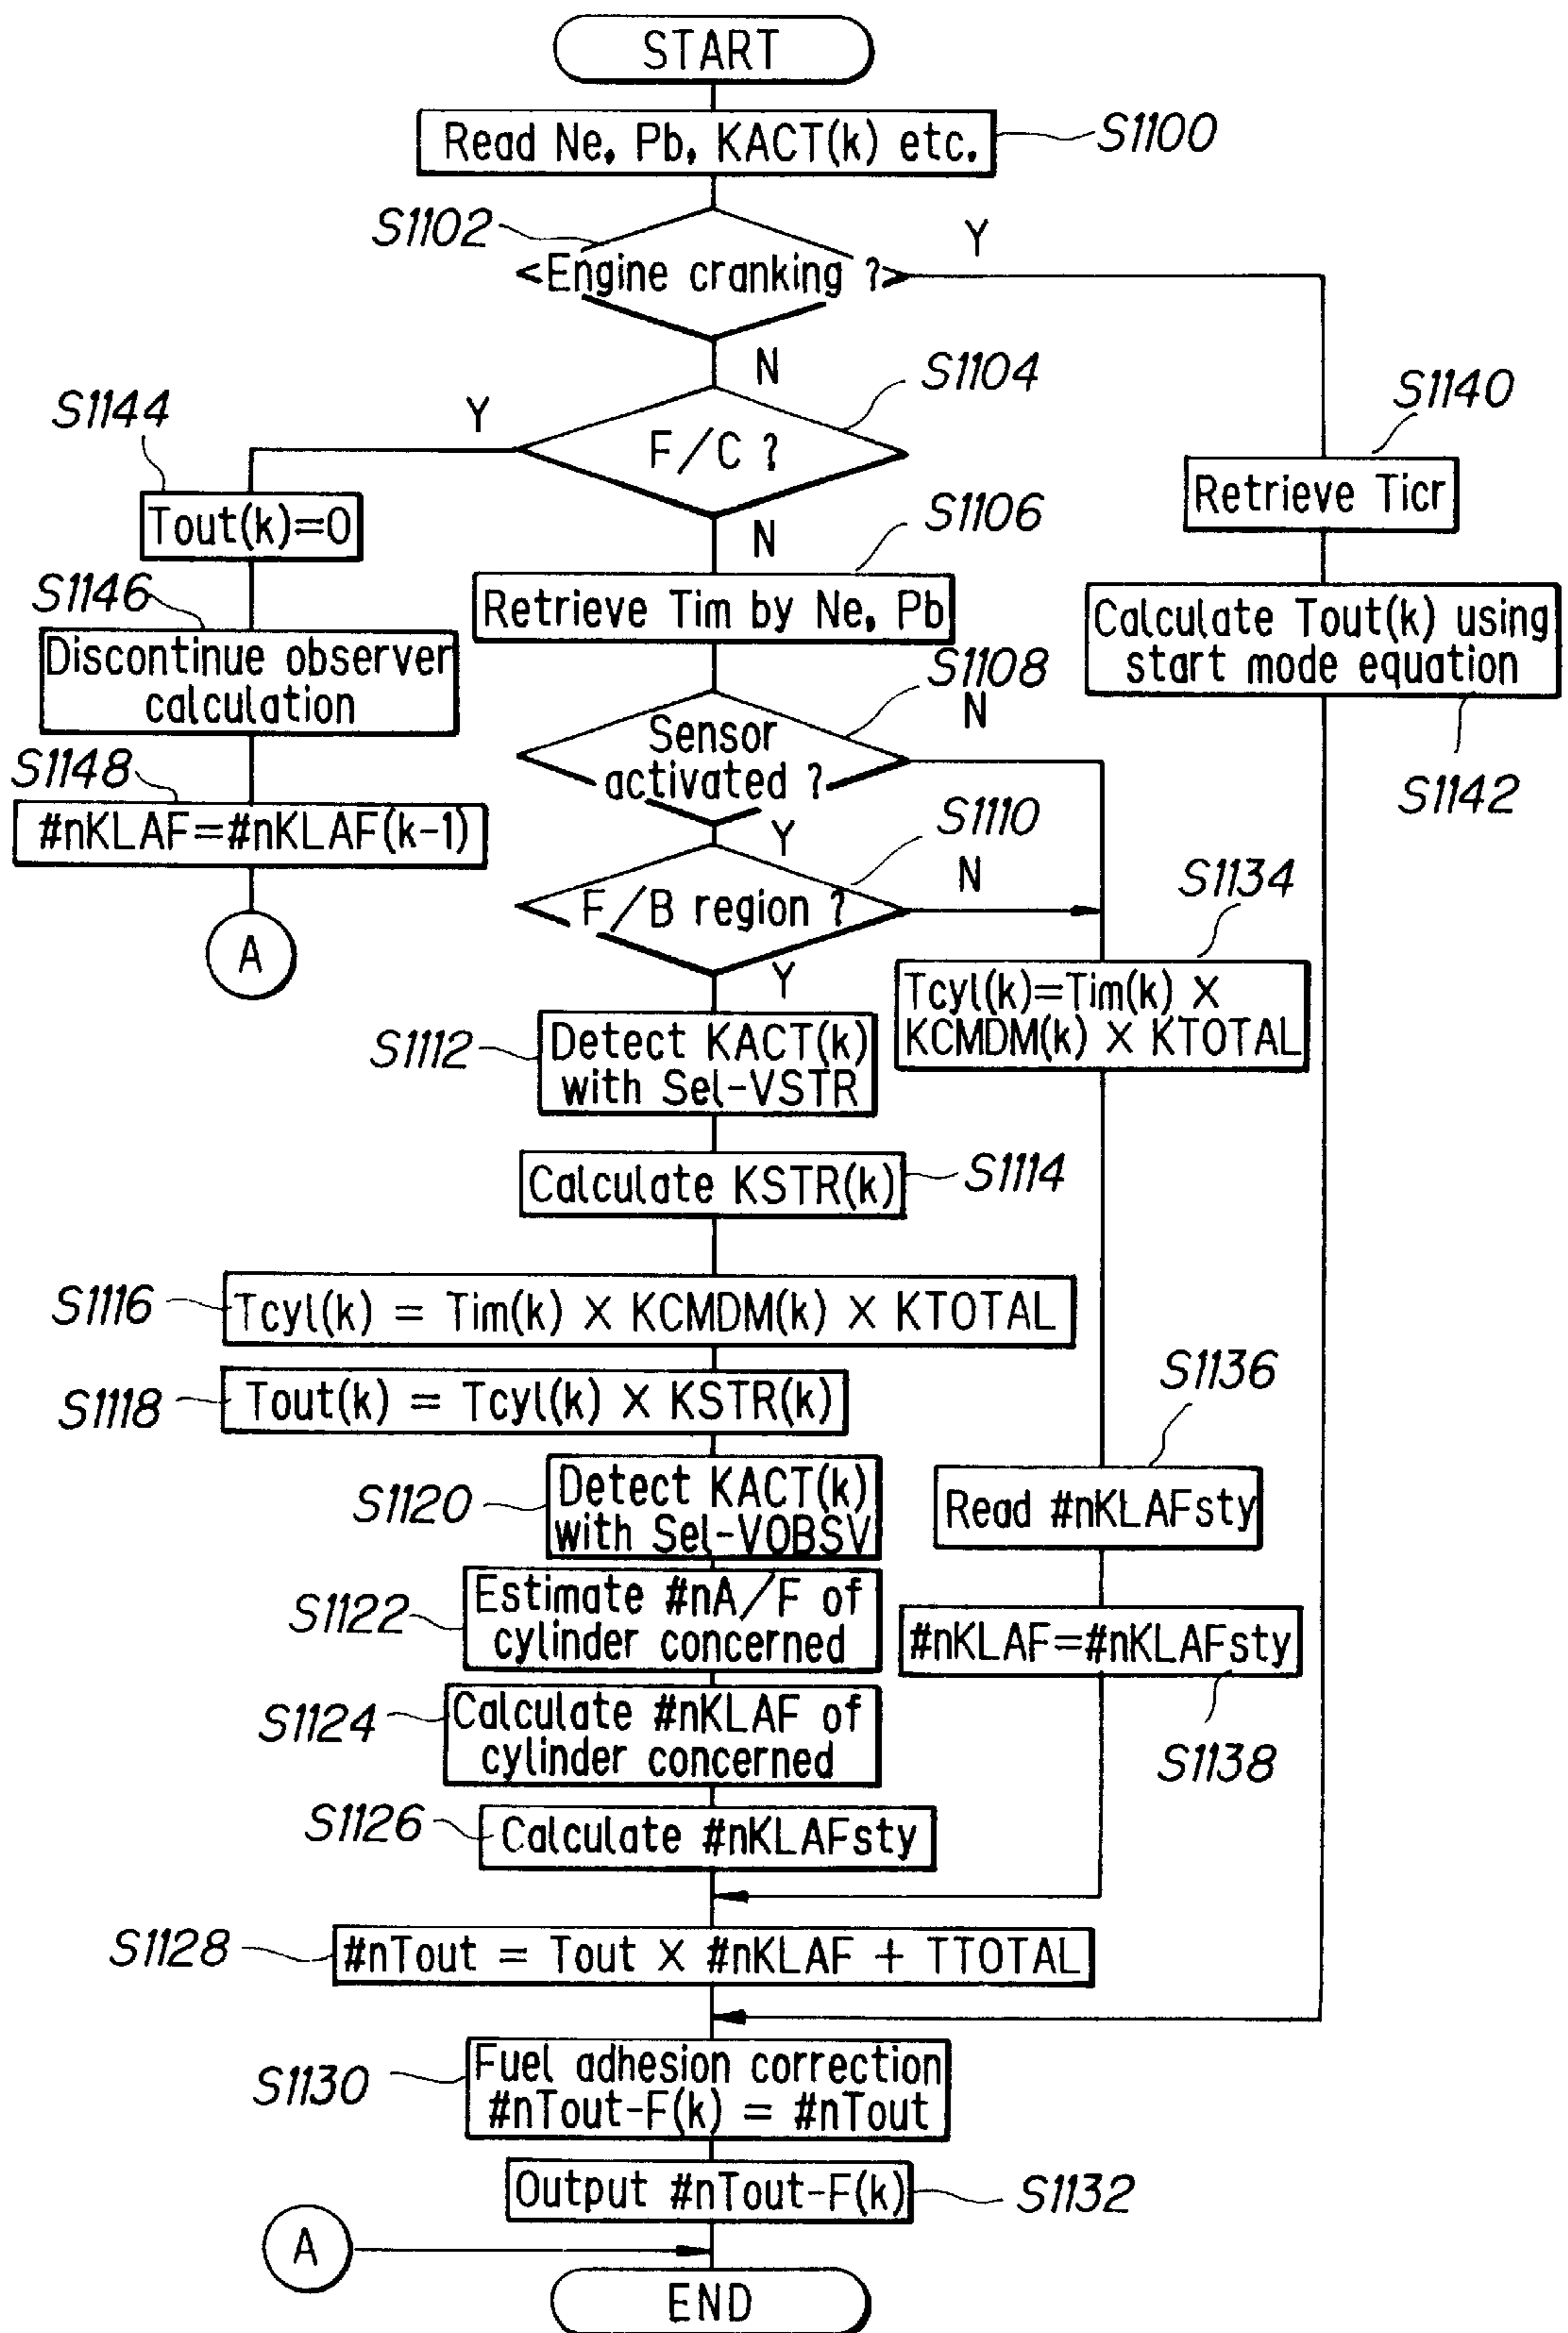 START
Read Ne, Pb, KACT(k) etc.
S1100
S1102
<Engine cranking ?>
Y
N
S1104
F/C ?
Y
N
S1144
Tout(k)=0
S1146
Discontinue observer
calculation
S1148
#nKLAF=#nKLAF(k-1)
A
S1106
Retrieve Tim by Ne, Pb
S1108
N
Sensor
activated ?
Y
S1110
N
F/B region ?
Y
S1140
Retrieve Ticr
Calculate Tout(k) using
start mode equation
S1142
S1134
Tcyl(k)=Tim(k) X
KCMDM(k) X KTOTAL
S1112
Detect KACT(k)
with Sel-VSTR
Calculate KSTR(k)
S1114
S1116
Tcyl(k) = Tim(k) X KCMDM(k) X KTOTAL
S1118
Tout(k) = Tcyl(k) X KSTR(k)
S1120
Detect KACT(k)
with Sel-VOBSV
S1122
Estimate #nA/F of
cylinder concerned
S1124
Calculate #nKLAF of
cylinder concerned
S1126
Calculate #nKLAFsty
S1136
Read #nKLAFsty
#nKLAF=#nKLAFsty
S1138
S1128
#nTout = Tout X #nKLAF + TTOTAL
S1130
Fuel adhesion correction
#nTout-F(k) = #nTout
Output #nTout-F(k)
S1132
A
END